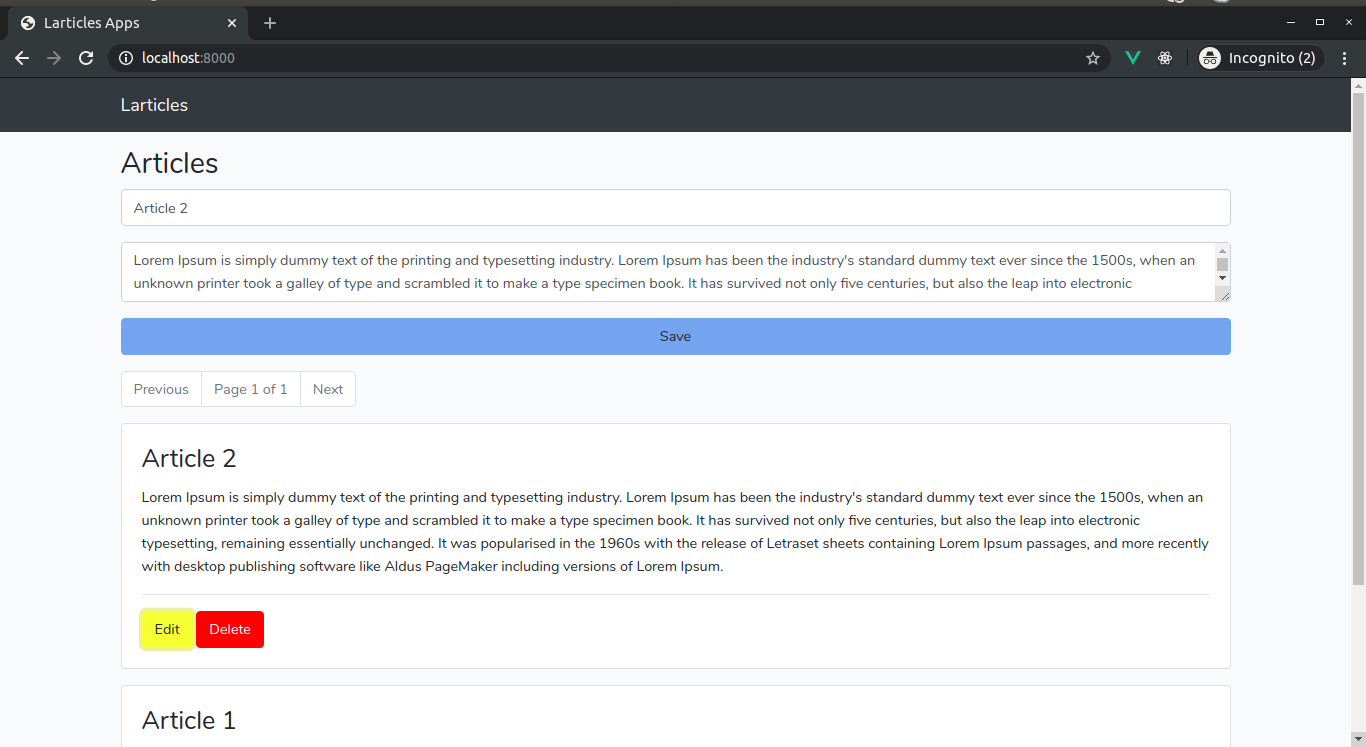 Larticles Apps
localhost:8000
Incognito (2)
Larticles
Articles
Article 2
Lorem Ipsum is simply dummy text of the printing and typesetting industry. Lorem Ipsum has been the industry's standard dummy text ever since the 1500s, when an
unknown printer took a galley of type and scrambled it to make a type specimen book. It has survived not only five centuries, but also the leap into electronic
Save
Previous Page 1 of 1 Next
Article 2
Lorem Ipsum is simply dummy text of the printing and typesetting industry. Lorem Ipsum has been the industry's standard dummy text ever since the 1500s, when an
unknown printer took a galley of type and scrambled it to make a type specimen book. It has survived not only five centuries, but also the leap into electronic
typesetting, remaining essentially unchanged. It was popularised in the 1960s with the release of Letraset sheets containing Lorem Ipsum passages, and more recently
with desktop publishing software like Aldus PageMaker including versions of Lorem Ipsum.
Edit Delete
Article 1